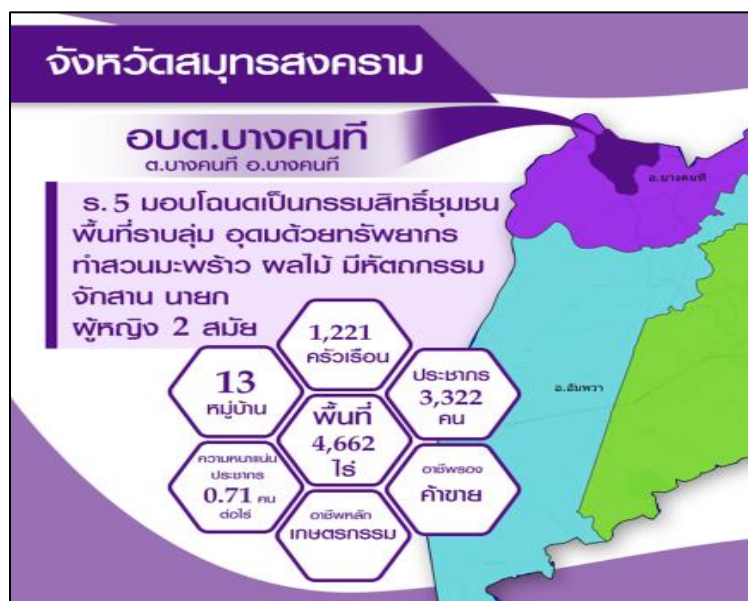 จังหวัดสมุทรสงคราม
อบต.บางคนที
ต.บางคนที อ.บางคนที
ร.5 มอบโฉนดเป็นกรรมสิทธิ์ชุมชน
พื้นที่ราบลุ่ม อุดมด้วยทรัพยากร
ทำสวนมะพร้าว ผลไม้ มีหัตถกรรม
จักสาน นายก
ผู้หญิง 2 สมัย
1,221
ครัวเรือน
13
หมู่บ้าน
ประชากร
3,322
คน
พื้นที่
4,662
ไร่
ความหนาแน่น
ประชากร
0.71 คน
ต่อไร่
อาชีพรอง
ค้าขาย
อาชีพหลัก
เกษตรกรรม
อ.บางคนที
อ.อัมพวา